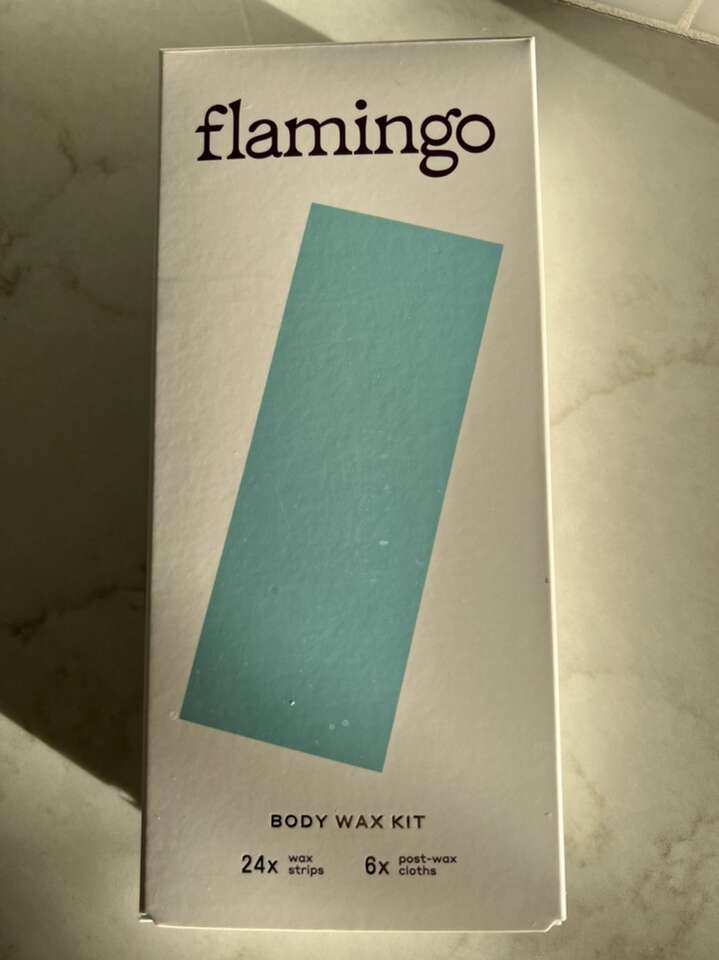 flamingo
BODY WAX KIT
24x wax strips 6x post-wax cloths